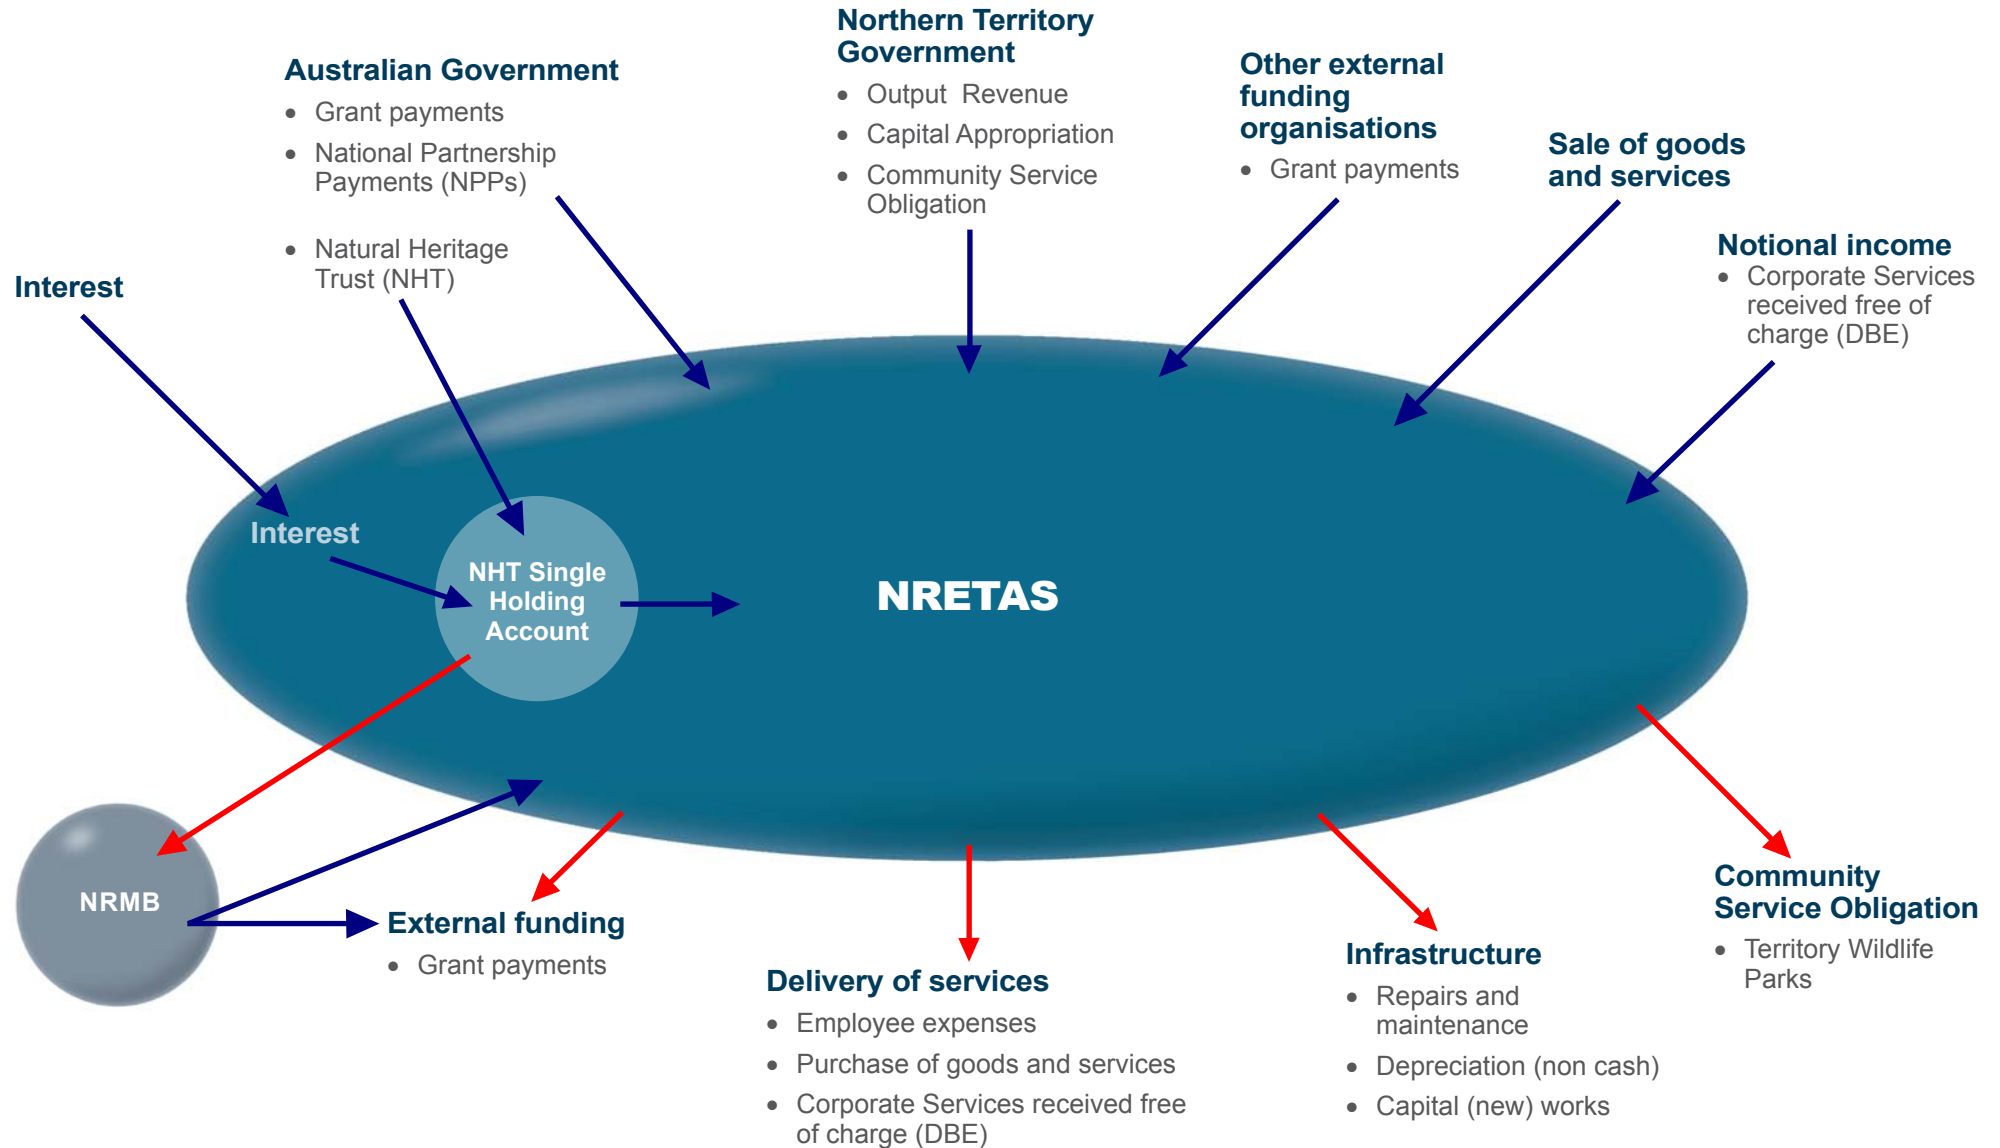 Northern Territory
Government
• Output Revenue
• Capital Appropriation
• Community Service
Obligation
Australian Government
• Grant payments
• National Partnership
Payments (NPPs)
• Natural Heritage
Trust (NHT)
Other external
funding
organisations
• Grant payments
Sale of goods
and services
Notional income
• Corporate Services
received free of
charge (DBE)
Interest
Interest
NHT Single
Holding
Account
NRETAS
NRMB
External funding
• Grant payments
Delivery of services
• Employee expenses
• Purchase of goods and services
• Corporate Services received free
of charge (DBE)
Infrastructure
• Repairs and
maintenance
• Depreciation (non cash)
• Capital (new) works
Community
Service Obligation
• Territory Wildlife
Parks